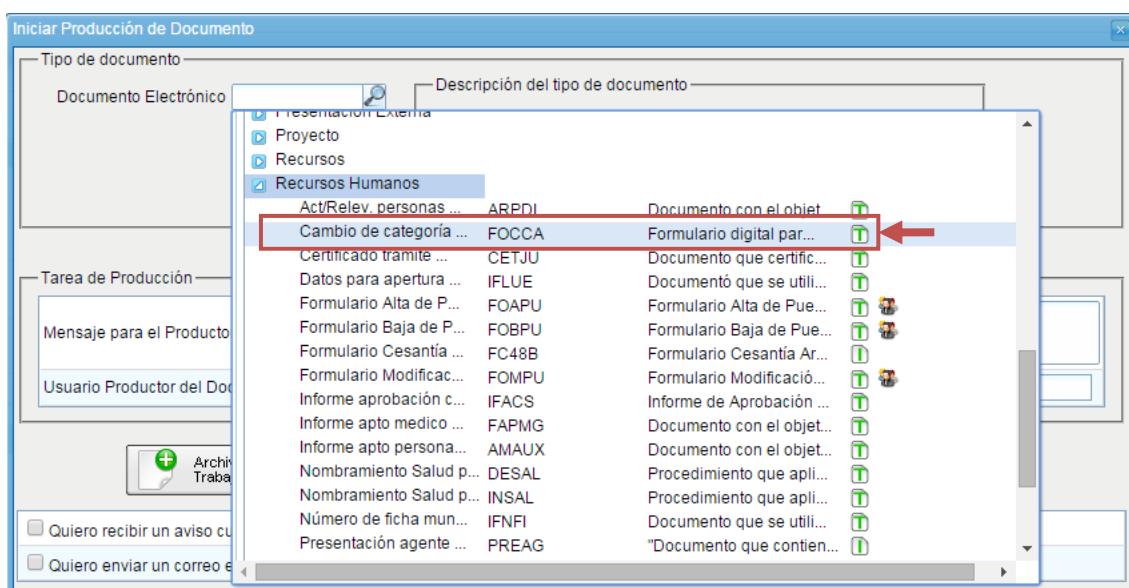 Iniciar Producción de Documento
Tipo de documento
Documento Electrónico
Descripción del tipo de documento
Presentación Externa
Proyecto
Recursos
Recursos Humanos
Act/Relev. personas ... ARPDI Documento con el objet...
Cambio de categoría ... FOCCA Formulario digital par...
Certificado tramite ... CETJU Documento que certific...
Tarea de Producción
Datos para apertura ... IFLUE Documentó que se utili...
Formulario Alta de P... FOAPU Formulario Alta de Pue...
Mensaje para el Producto
Formulario Baja de P... FOBPU Formulario Baja de Pue...
Formulario Cesantía ... FC48B Formulario Cesantía Ar...
Formulario Modificac... FOMPU Formulario Modificació...
Usuario Productor del Doc
Informe aprobación c... IFACS Informe de Aprobación ...
Informe apto medico ... FAPMG Documento con el objet...
Informe apto persona... AMAUX Documento con el objet...
Archi
Traba
Nombramiento Salud p... DESAL Procedimiento que apli...
Nombramiento Salud p... INSAL Procedimiento que apli...
Número de ficha mun... IFNFI Documento que se utili...
Quiero recibir un aviso cu
Presentación agente ... PREAG "Documento que contien...
Quiero enviar un correo e